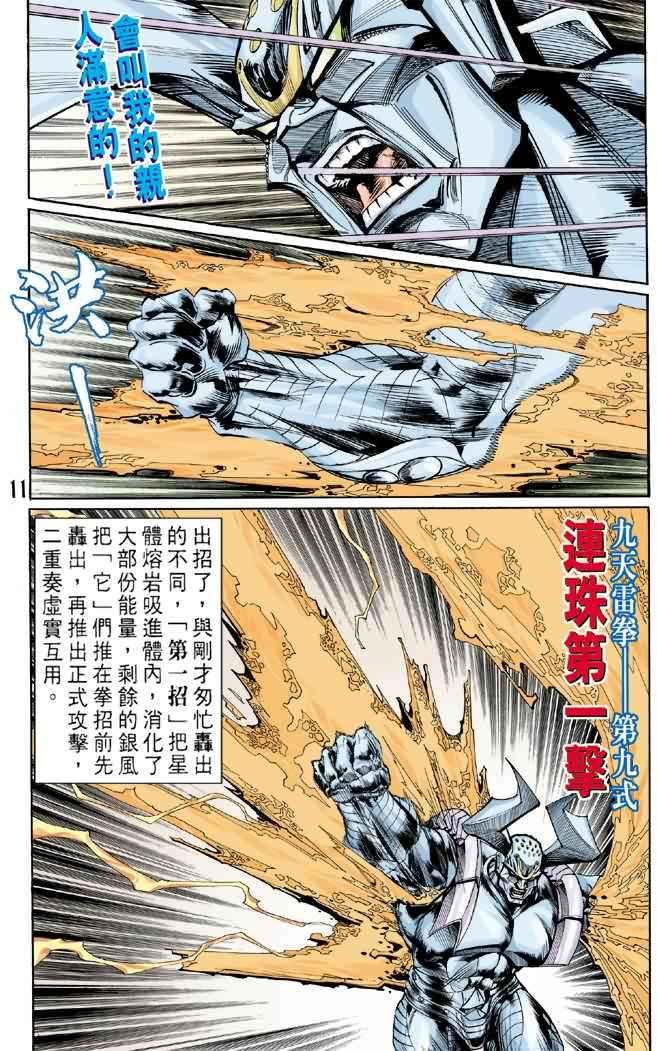 會叫我的親
人滿意的！
洪
11
九天雷拳——第九式
連珠第一擊
出招了，與剛才匆忙轟出
的不同，「第一招」把星
體熔岩吸進體內，消化了
大部份能量，剩餘的銀風
把「它」們推在拳招前先
轟出，再推出正式攻擊，
二重奏虛實互用。